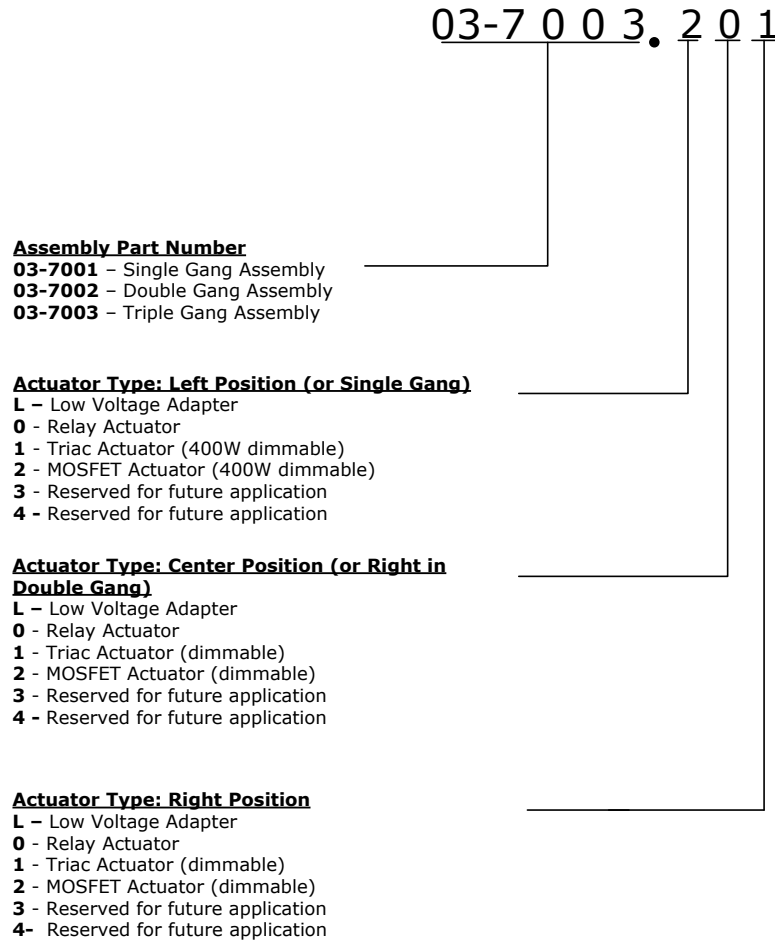 03-7 0 0 3. 2 0 1
Assembly Part Number
03-7001 – Single Gang Assembly
03-7002 – Double Gang Assembly
03-7003 – Triple Gang Assembly
Actuator Type: Left Position (or Single Gang)
L – Low Voltage Adapter
0 - Relay Actuator
1 - Triac Actuator (400W dimmable)
2 - MOSFET Actuator (400W dimmable)
3 - Reserved for future application
4 - Reserved for future application
Actuator Type: Center Position (or Right in
Double Gang)
L – Low Voltage Adapter
0 - Relay Actuator
1 - Triac Actuator (dimmable)
2 - MOSFET Actuator (dimmable)
3 - Reserved for future application
4 - Reserved for future application
Actuator Type: Right Position
L – Low Voltage Adapter
0 - Relay Actuator
1 - Triac Actuator (dimmable)
2 - MOSFET Actuator (dimmable)
3 - Reserved for future application
4- Reserved for future application